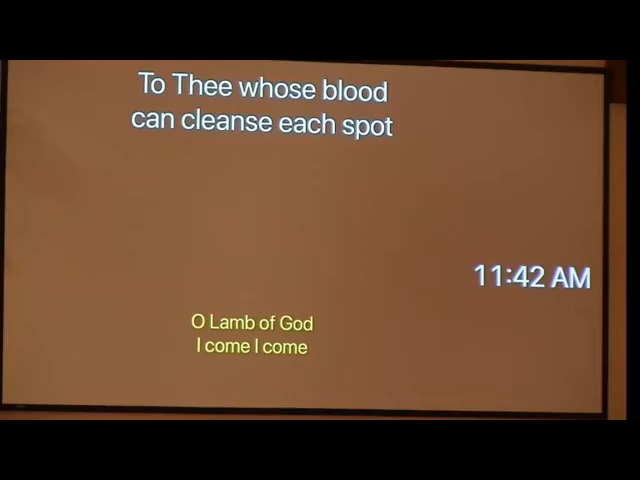 To Thee whose blood
can cleanse each spot
11:42 AM
O Lamb of God
I come I come